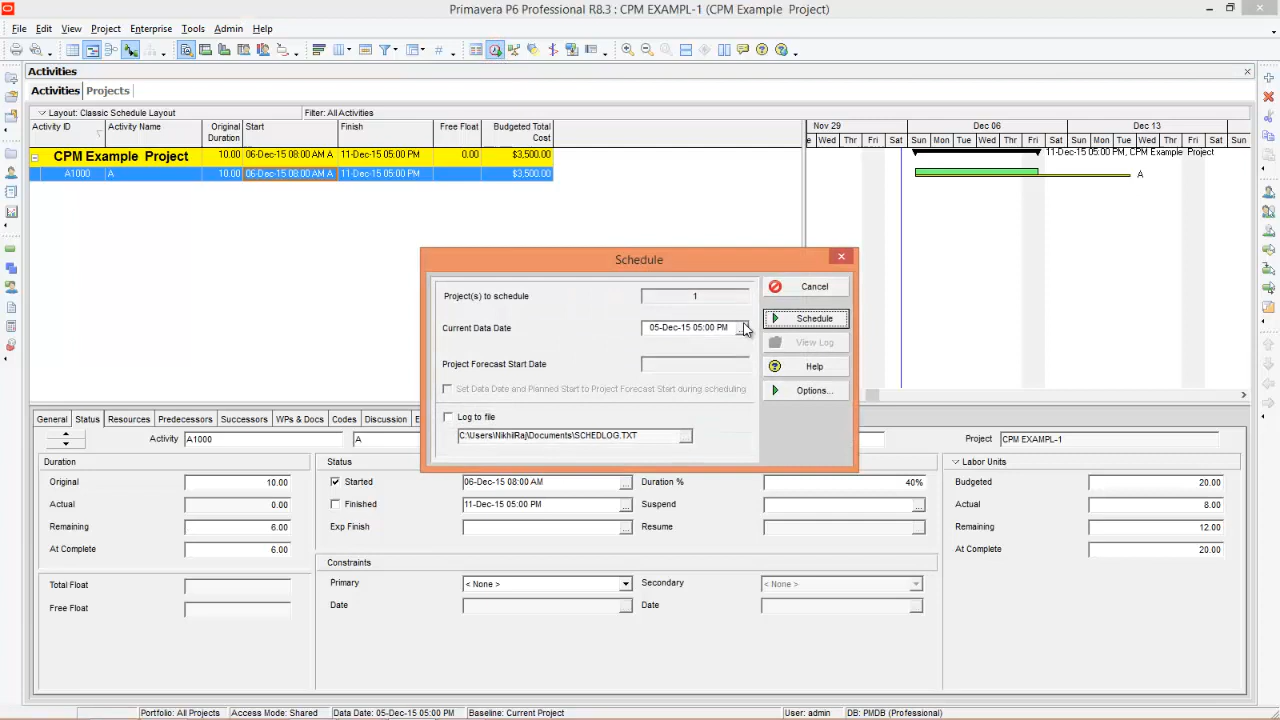 Primavera P6 Professional R8.3 : CPM EXAMPL-1 (CPM Example  Project)
File Edit View Project Enterprise Tools Admin Help
Activities
Activities Projects
Layout: Classic Schedule Layout Filter: All Activities
Activity ID Activity Name Original Duration Start Finish Free Float Budgeted Total Cost
Nov 29 Dec 06 Dec 13
Wed Thr Fri Sat Sun Mon Tue Wed Thr Fri Sat Sun Mon Tue Wed Thr Fri Sat Sun
CPM Example  Project 10.00 06-Dec-15 08:00 AM A 11-Dec-15 05:00 PM 0.00 $3,500.00 11-Dec-15 05:00 PM, CPM Example  Project
A1000 A 10.00 06-Dec-15 08:00 AM A 11-Dec-15 05:00 PM $3,500.00 A
Schedule
Project(s) to schedule 1 Cancel
Current Data Date 05-Dec-15 05:00 PM Schedule
View Log
Project Forecast Start Date Help
Set Data Date and Planned Start to Project Forecast Start during scheduling Options...
Log to file
C:\Users\NikhilRaj\Documents\SCHEDLOG.TXT
General Status Resources Predecessors Successors WPs & Docs Codes Discussion
Activity A1000 A Project CPM EXAMPL-1
Duration Status Labor Units
Original 10.00 Started 06-Dec-15 08:00 AM Duration % 40% Budgeted 20.00
Actual 0.00 Finished 11-Dec-15 05:00 PM Suspend Actual 8.00
Remaining 6.00 Exp Finish Resume Remaining 12.00
At Complete 6.00 At Complete 20.00
Constraints
Total Float Primary < None > Secondary < None >
Free Float Date Date
Portfolio: All Projects Access Mode: Shared Data Date: 05-Dec-15 05:00 PM Baseline: Current Project User: admin DB: PMDB (Professional)